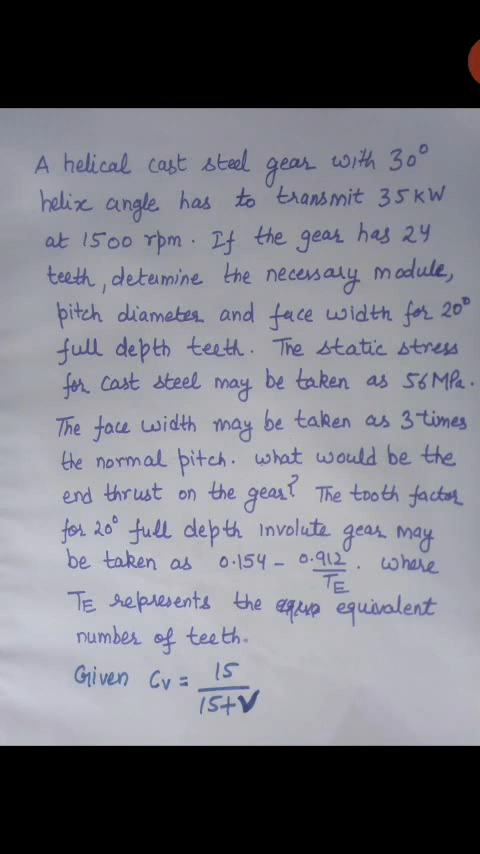 A helical cast steel gear with 30°
helix angle has to transmit 35kW
at 1500 rpm. If the gear has 24
teeth, determine the necessary module,
pitch diameter and face width for 20°
full depth teeth. The static stress
for cast steel may be taken as 56MPa.
The face width may be taken as 3 times
the normal pitch. what would be the
end thrust on the gear? The tooth factor
for 20° full depth involute gear may
be taken as 0.154 - 0.912/TE . where
TE represents the equivalent
number of teeth.
Given Cv = 15/15+V